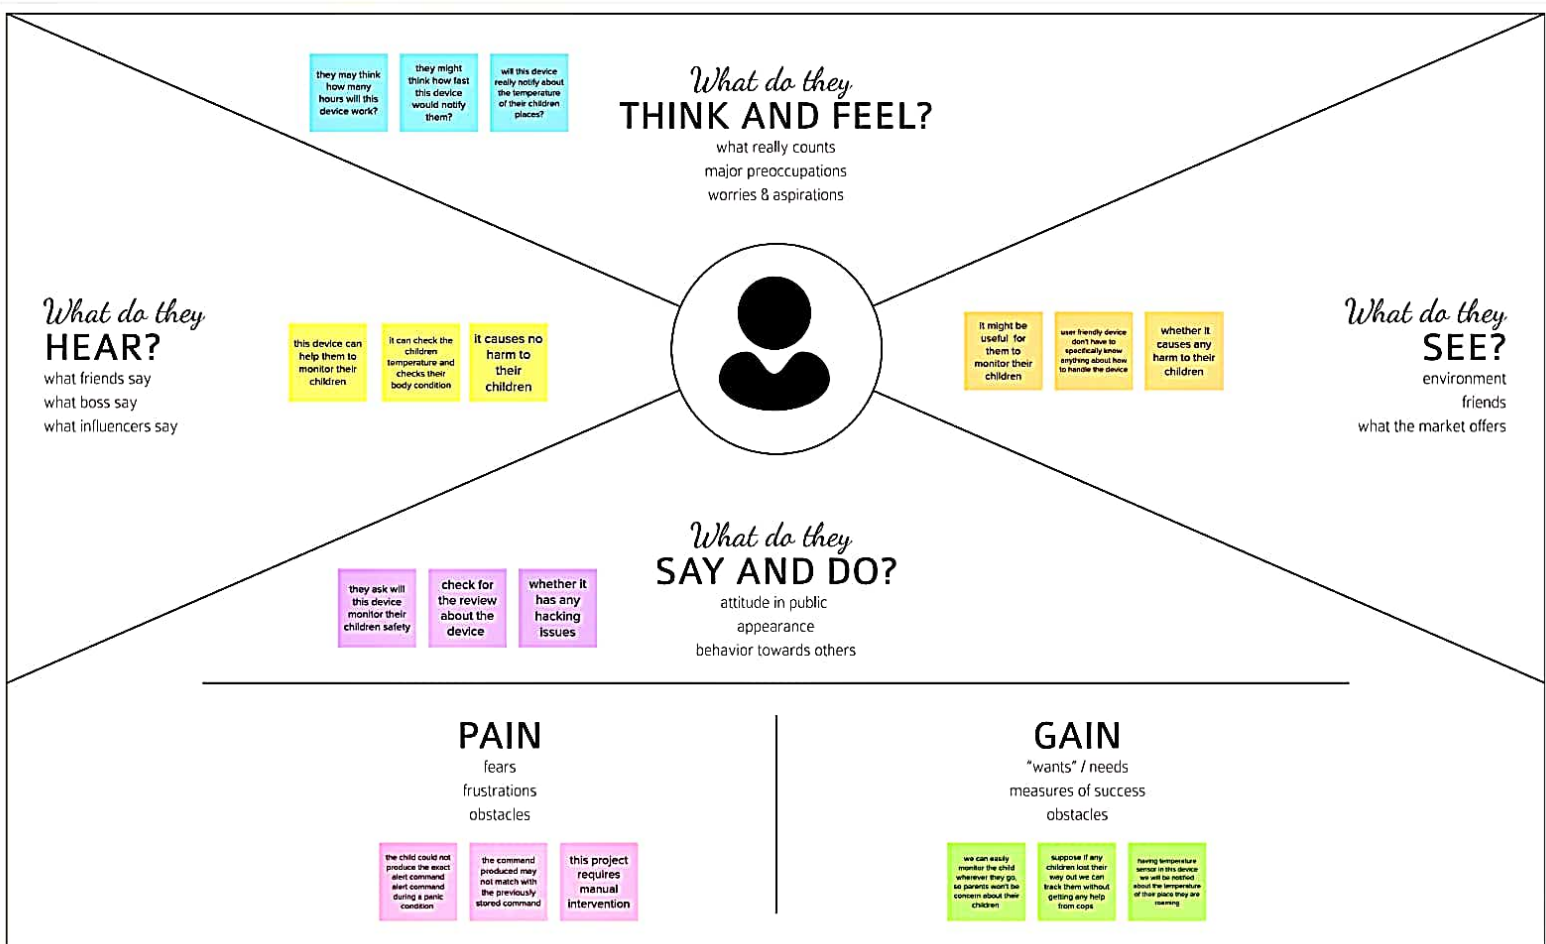 they may think
how many
hours will this
device work?
they might
think how fast
this device
would notify
them?
will this device
really notify about
the temperature
of their children
places?
What do they
THINK AND FEEL?
what really counts
major preoccupations
worries & aspirations
What do they
HEAR?
what friends say
what boss say
what influencers say
this device can
help them to
monitor their
children
it can check the
children
temperature and
checks their
body condition
it causes no
harm to
their
children
It might be
useful for
them to
monitor their
children
user friendly device
don't have to
specifically know
anything about how
to handle the device
whether it
causes any
harm to their
children
What do they
SEE?
environment
friends
what the market offers
What do they
SAY AND DO?
attitude in public
appearance
behavior towards others
they ask will
this device
monitor their
children safety
check for
the review
about the
device
whether it
has any
hacking
issues
PAIN
fears
frustrations
obstacles
the child could not
produce the exact
alert command
alert command
during a panic
condition
the command
produced may
not match with
the previously
stored command
this project
requires
manual
intervention
GAIN
"wants" / needs
measures of success
obstacles
we can easily
monitor the child
wherever they go,
so parents won't be
concern about their
children
suppose if any
children lost their
way out we can
track them without
getting any help
from cops
having temperature
sensor in this device
we will be notified
about the temperature
of their place they are
roaming